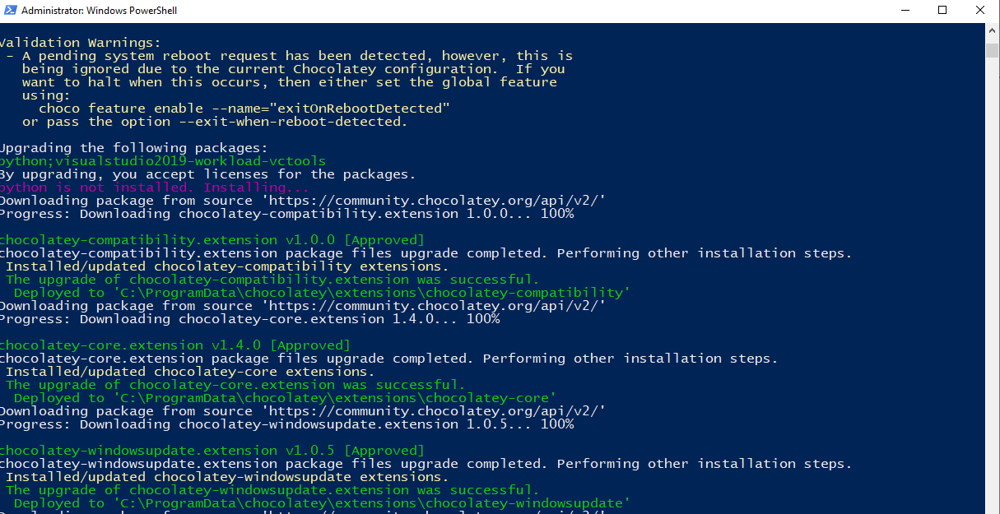 Administrator: Windows PowerShell
Validation Warnings:
- A pending system reboot request has been detected, however, this is
being ignored due to the current Chocolatey configuration.  If you
want to halt when this occurs, then either set the global feature
using:
choco feature enable --name="exitOnRebootDetected"
or pass the option --exit-when-reboot-detected.
Upgrading the following packages:
python;visualstudio2019-workload-vctools
By upgrading, you accept licenses for the packages.
python is not installed. Installing...
Downloading package from source 'https://community.chocolatey.org/api/v2/'
Progress: Downloading chocolatey-compatibility.extension 1.0.0... 100%
chocolatey-compatibility.extension v1.0.0 [Approved]
chocolatey-compatibility.extension package files upgrade completed. Performing other installation steps.
Installed/updated chocolatey-compatibility extensions.
The upgrade of chocolatey-compatibility.extension was successful.
Deployed to 'C:\ProgramData\chocolatey\extensions\chocolatey-compatibility'
Downloading package from source 'https://community.chocolatey.org/api/v2/'
Progress: Downloading chocolatey-core.extension 1.4.0... 100%
chocolatey-core.extension v1.4.0 [Approved]
chocolatey-core.extension package files upgrade completed. Performing other installation steps.
Installed/updated chocolatey-core extensions.
The upgrade of chocolatey-core.extension was successful.
Deployed to 'C:\ProgramData\chocolatey\extensions\chocolatey-core'
Downloading package from source 'https://community.chocolatey.org/api/v2/'
Progress: Downloading chocolatey-windowsupdate.extension 1.0.5... 100%
chocolatey-windowsupdate.extension v1.0.5 [Approved]
chocolatey-windowsupdate.extension package files upgrade completed. Performing other installation steps.
Installed/updated chocolatey-windowsupdate extensions.
The upgrade of chocolatey-windowsupdate.extension was successful.
Deployed to 'C:\ProgramData\chocolatey\extensions\chocolatey-windowsupdate'